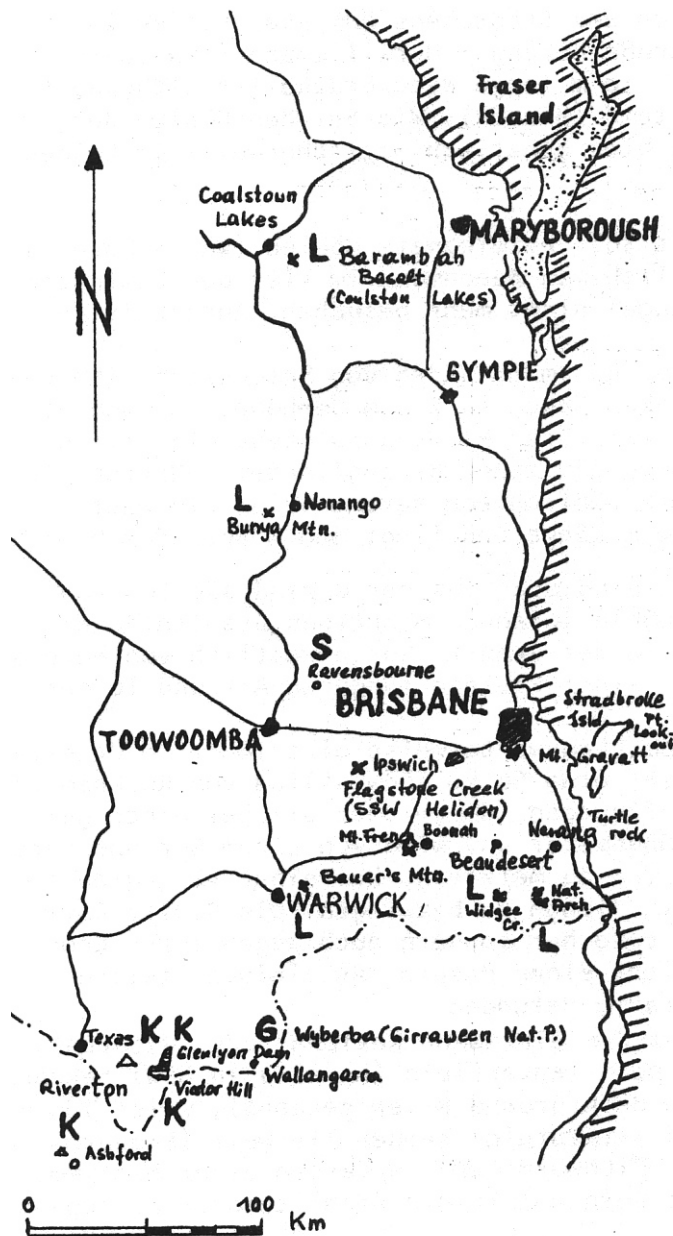 Fraser
Island
Coalstoun
Lakes
MARYBOROUGH
L Barambah
Basalt
(Coulston Lakes)
N
GYMPIE
L
Nanango
Bunya Mtn.
S
Ravensbourne
BRISBANE
Stradbroke
Isld
Pt.
Look-
out
TOOWOOMBA
Mt.
Gravatt
Ipswich
Flagstone Creek
(SSW Helidon)
Turtle
rock
Mt. French
Boonah
Nerang
Beaudesert
Bauer's Mtn.
WARWICK
L
L
Widgee
Cr.
Nat.
Arch
L
Texas
K K
G
Wyberba (Girraween Nat. P.)
Glenlyon Dam
Wallangarra
Riverton
Viator Hill
K
K
Ashford
0 100
Km